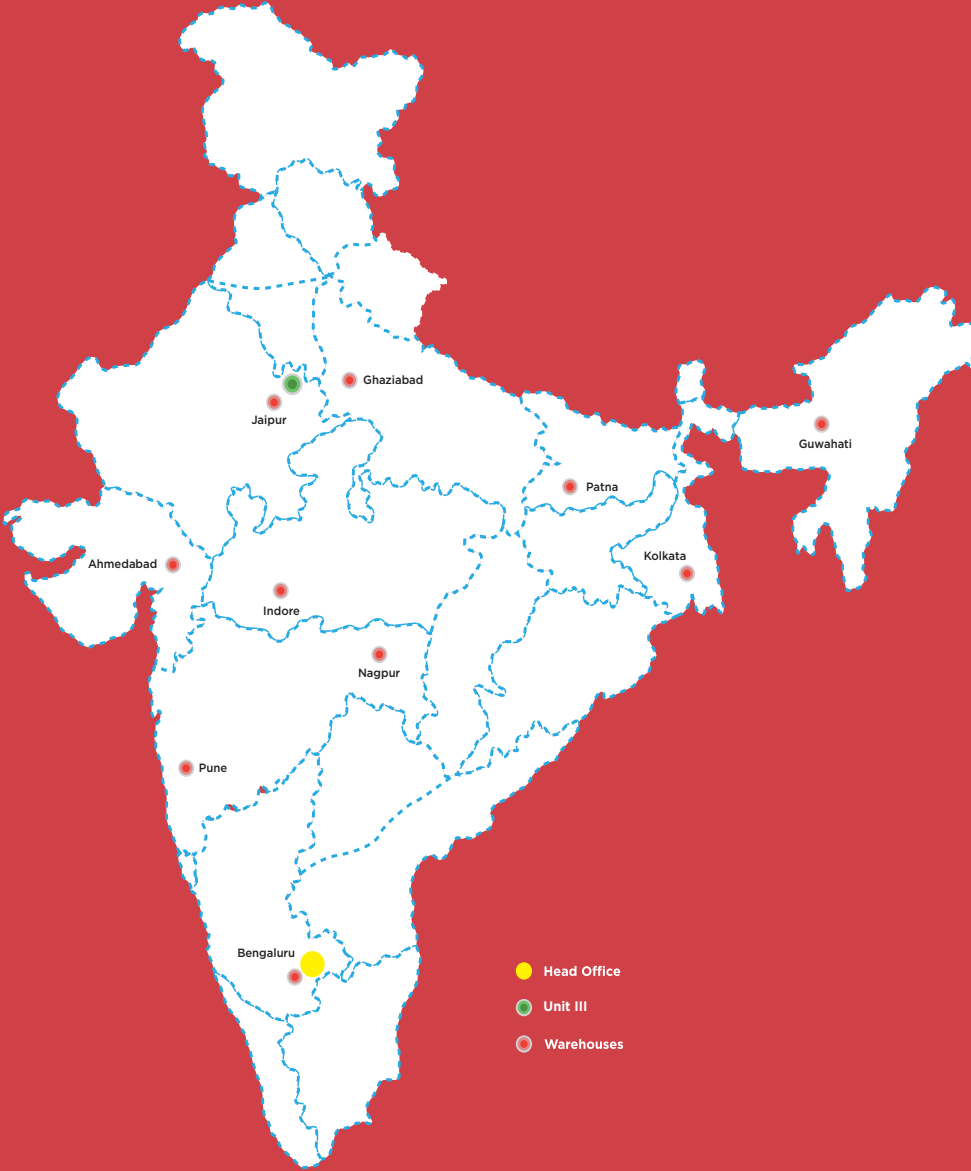 Ghaziabad
Jaipur
Guwahati
Patna
Kolkata
Ahmedabad
Indore
Nagpur
Pune
Bengaluru
Head Office
Unit III
Warehouses